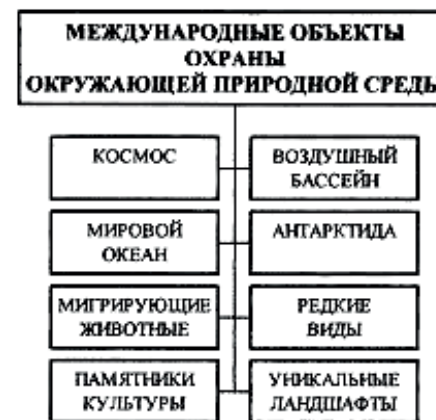 МЕЖДУНАРОДНЫЕ ОБЪЕКТЫ
ОХРАНЫ
ОКРУЖАЮЩЕЙ ПРИРОДНОЙ СРЕДЫ
КОСМОС
ВОЗДУШНЫЙ
БАССЕЙН
МИРОВОЙ
ОКЕАН
АНТАРКТИДА
МИГРИРУЮЩИЕ
ЖИВОТНЫЕ
РЕДКИЕ
ВИДЫ
ПАМЯТНИКИ
КУЛЬТУРЫ
УНИКАЛЬНЫЕ
ЛАНДШАФТЫ